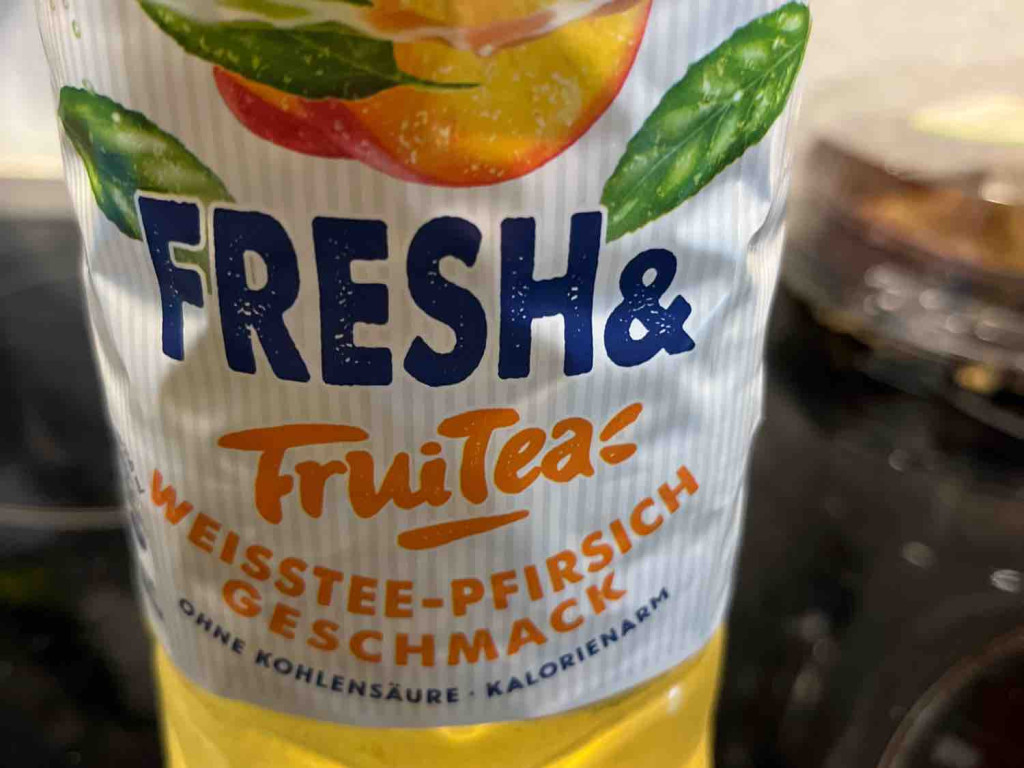 FRESH&
FruiTea
WEISSTEE-PFIRSICH
GESCHMACK
OHNE KOHLENSÄURE · KALORIENARM